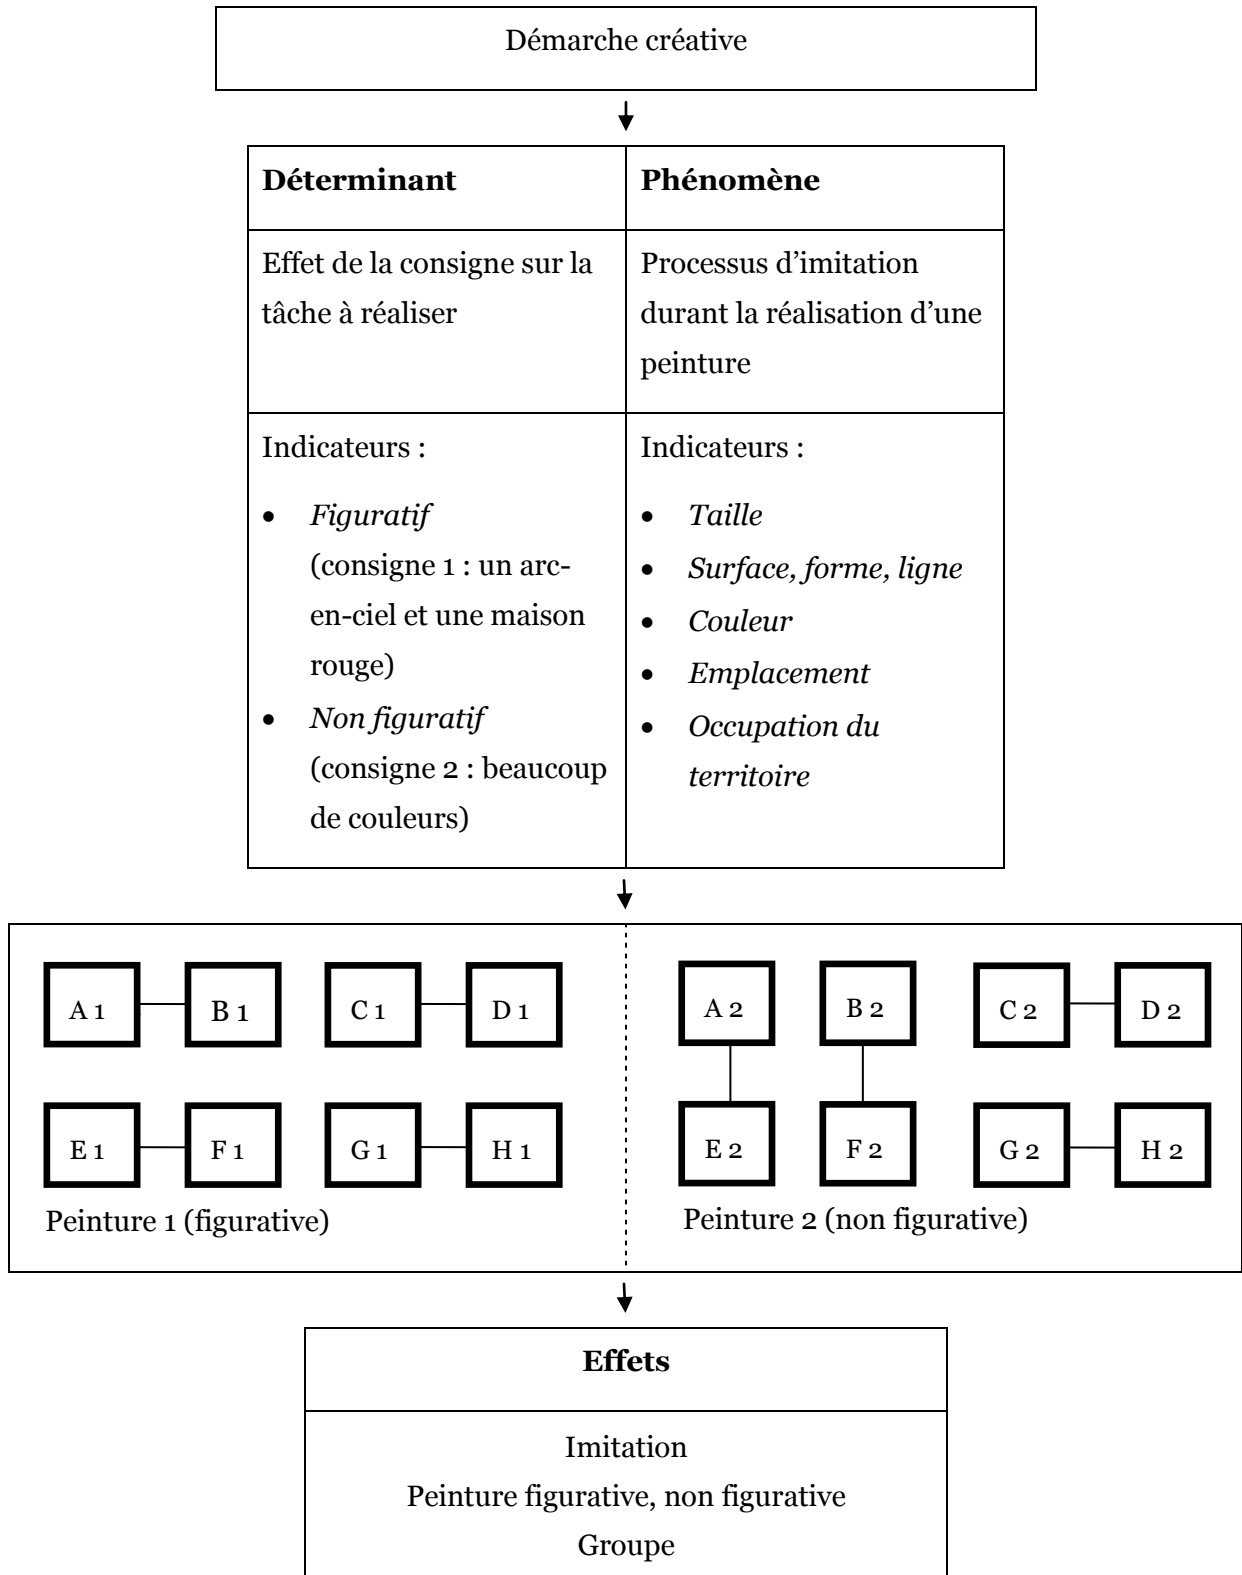 Démarche créative
Déterminant
Phénomène
Effet de la consigne sur la
tâche à réaliser
Processus d’imitation
durant la réalisation d’une
peinture
Indicateurs :
• Figuratif
(consigne 1 : un arc-
en-ciel et une maison
rouge)
• Non figuratif
(consigne 2 : beaucoup
de couleurs)
Indicateurs :
• Taille
• Surface, forme, ligne
• Couleur
• Emplacement
• Occupation du
territoire
A 1
B 1
C 1
D 1
E 1
F 1
G 1
H 1
Peinture 1 (figurative)
A 2
B 2
C 2
D 2
E 2
F 2
G 2
H 2
Peinture 2 (non figurative)
Effets
Imitation
Peinture figurative, non figurative
Groupe